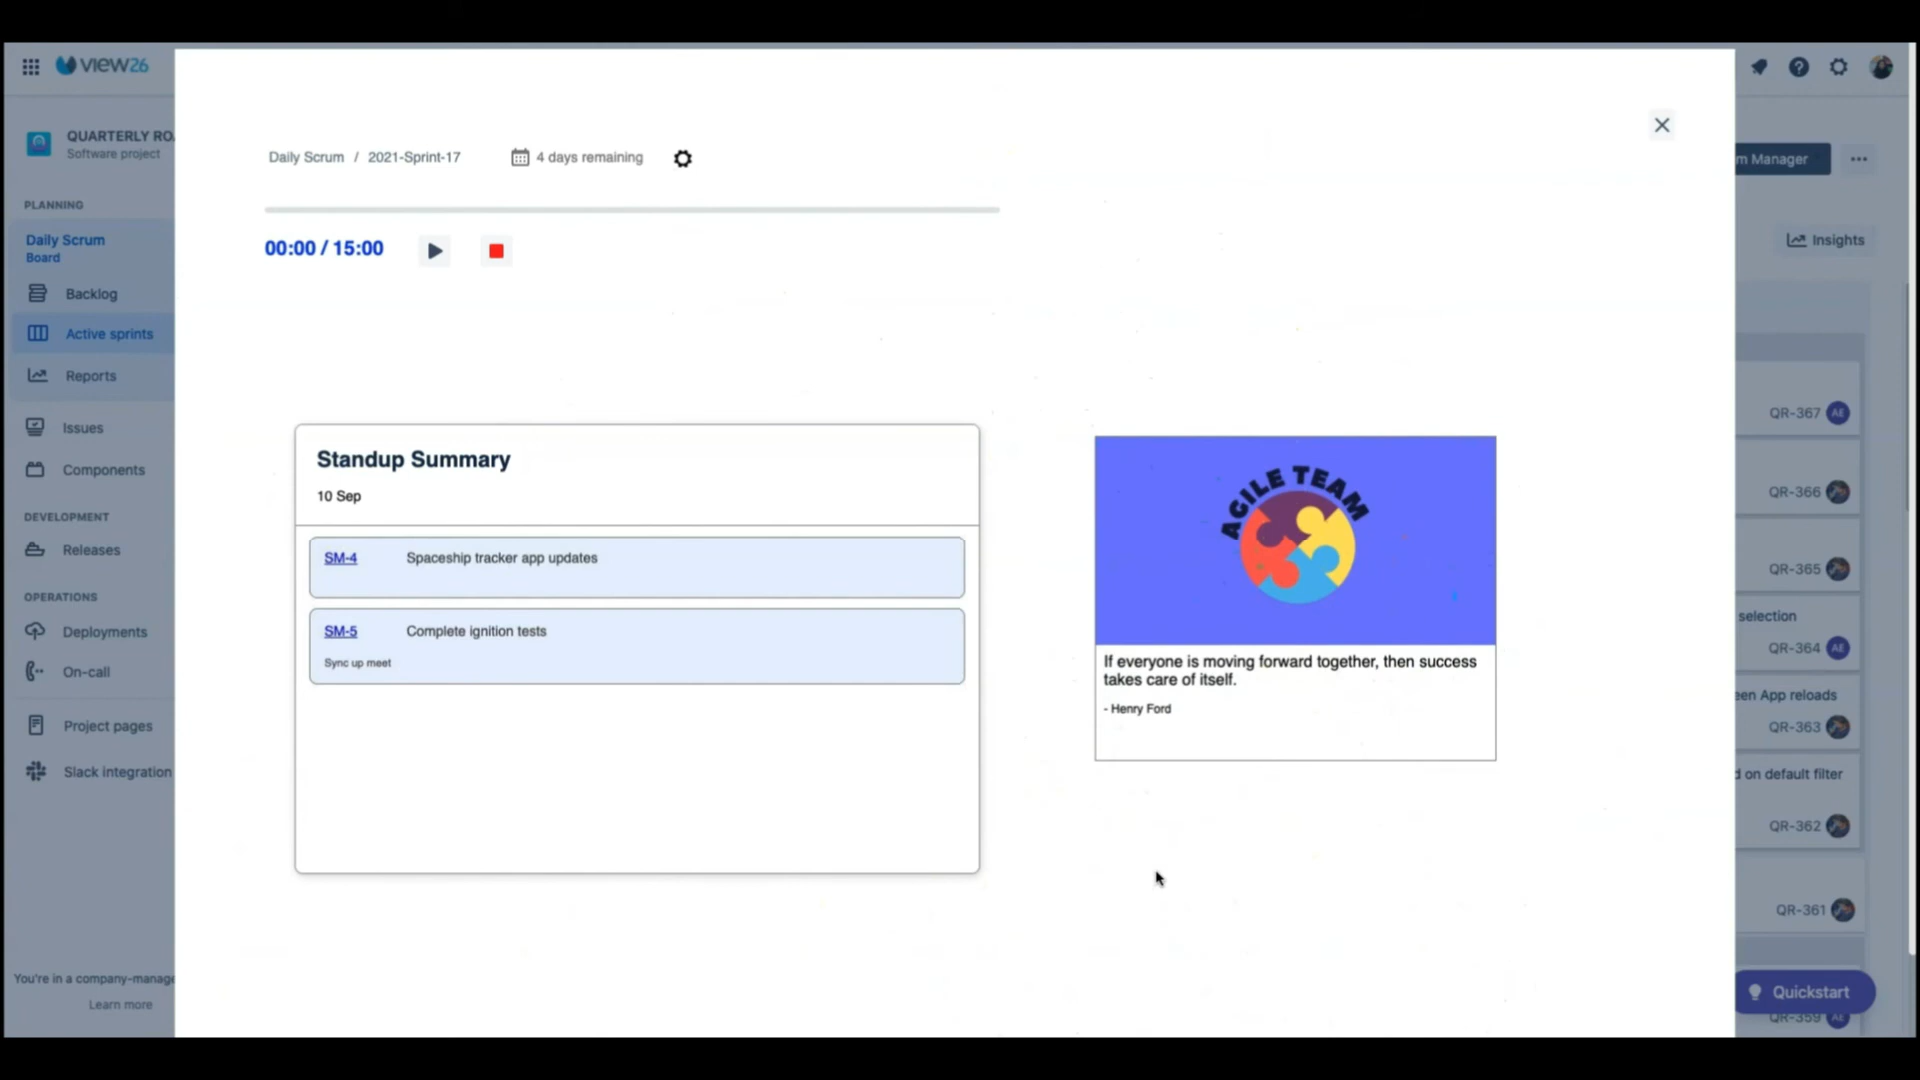 VIEW26
QUARTERLY RO
Software project
PLANNING
Daily Scrum
Board
Backlog
Active sprints
Reports
Issues
Components
DEVELOPMENT
Releases
OPERATIONS
Deployments
On-call
Project pages
Slack integration
You're in a company-manage
Learn more
Daily Scrum / 2021-Sprint-17 4 days remaining
00:00 / 15:00
Standup Summary
10 Sep
SM-4 Spaceship tracker app updates
SM-5 Complete ignition tests
Sync up meet
AGILE TEAM
If everyone is moving forward together, then success
takes care of itself.
- Henry Ford
m Manager
Insights
QR-367 AE
QR-366
QR-365
selection
QR-364 AE
en App reloads
QR-363
d on default filter
QR-362
QR-361
Quickstart
QR-359 AE